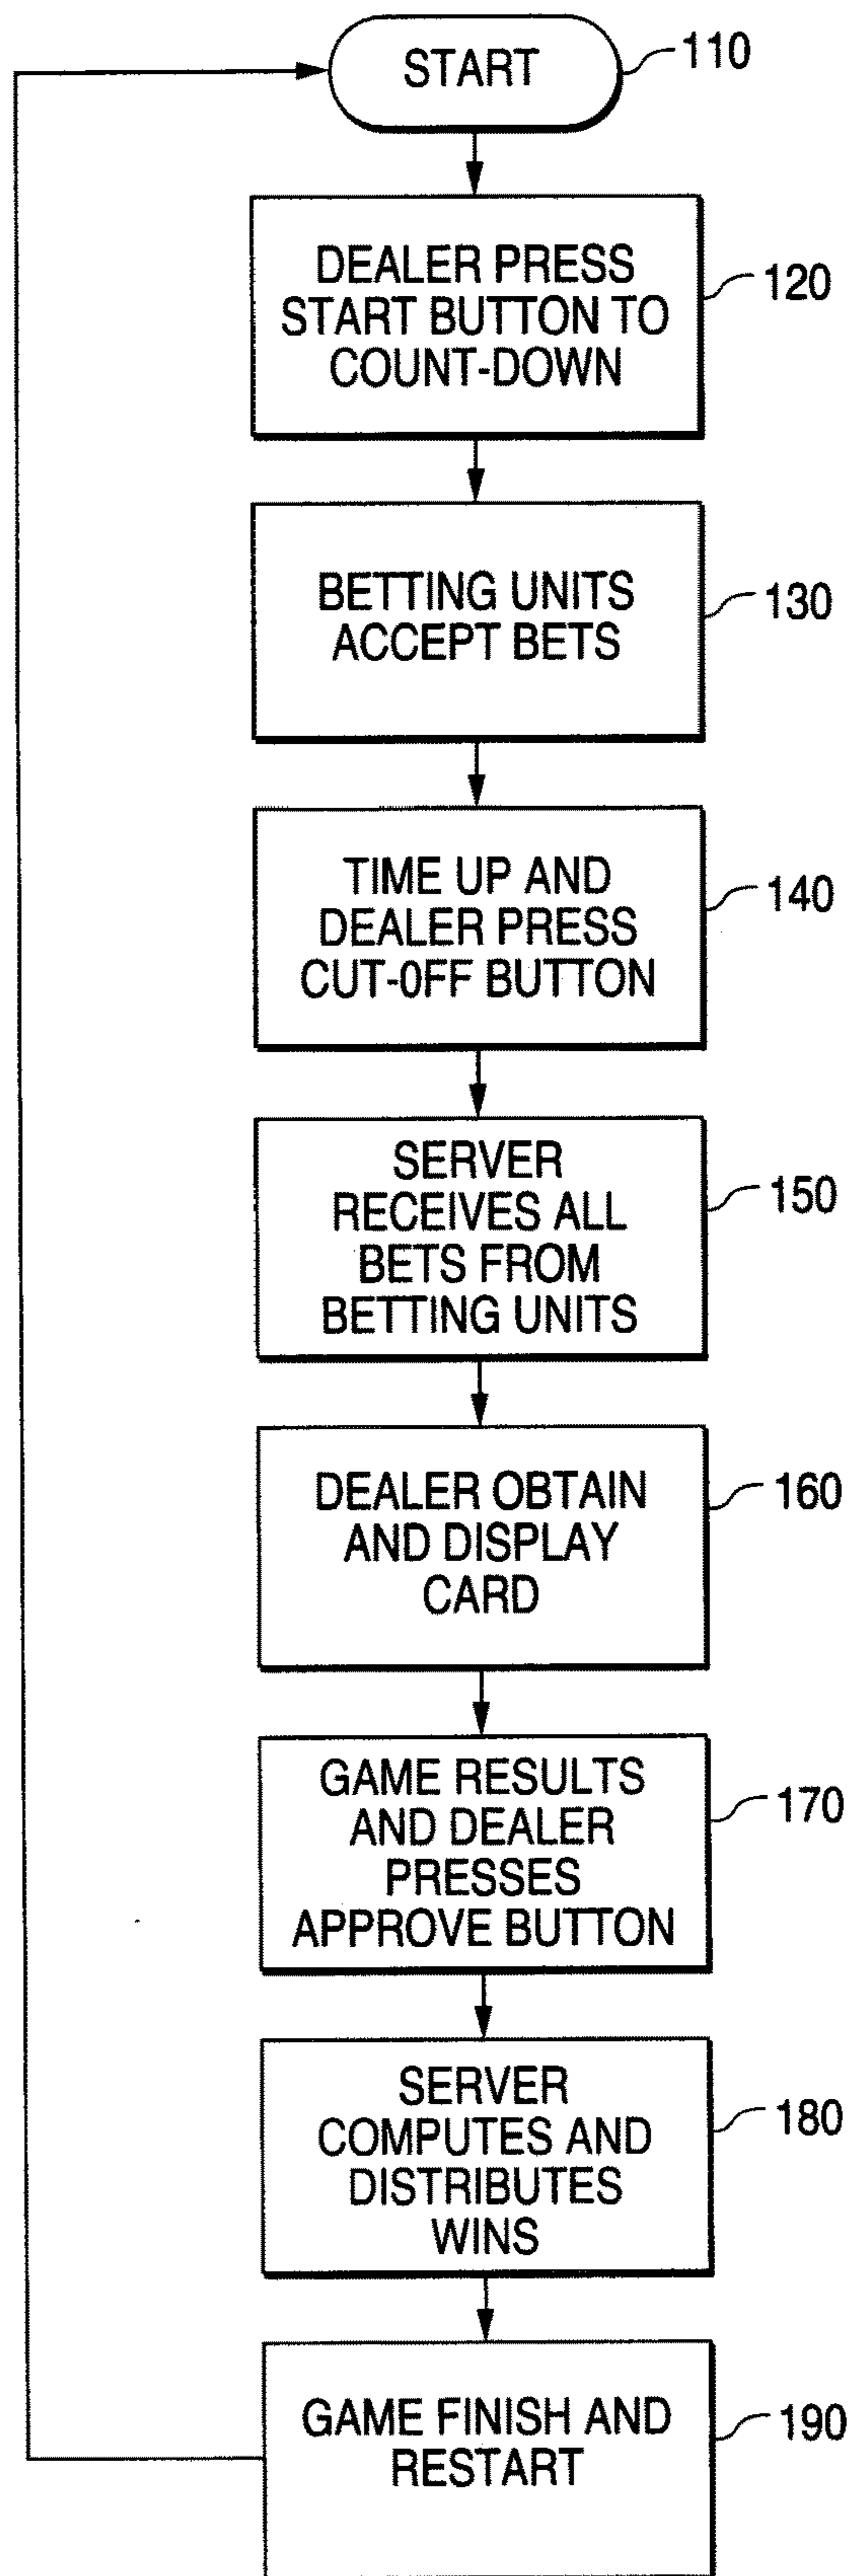 START
110
DEALER PRESS
START BUTTON TO
COUNT-DOWN
120
BETTING UNITS
ACCEPT BETS
130
TIME UP AND
DEALER PRESS
CUT-0FF BUTTON
140
SERVER
RECEIVES ALL
BETS FROM
BETTING UNITS
150
DEALER OBTAIN
AND DISPLAY
CARD
160
GAME RESULTS
AND DEALER
PRESSES
APPROVE BUTTON
170
SERVER
COMPUTES AND
DISTRIBUTES
WINS
180
GAME FINISH AND
RESTART
190